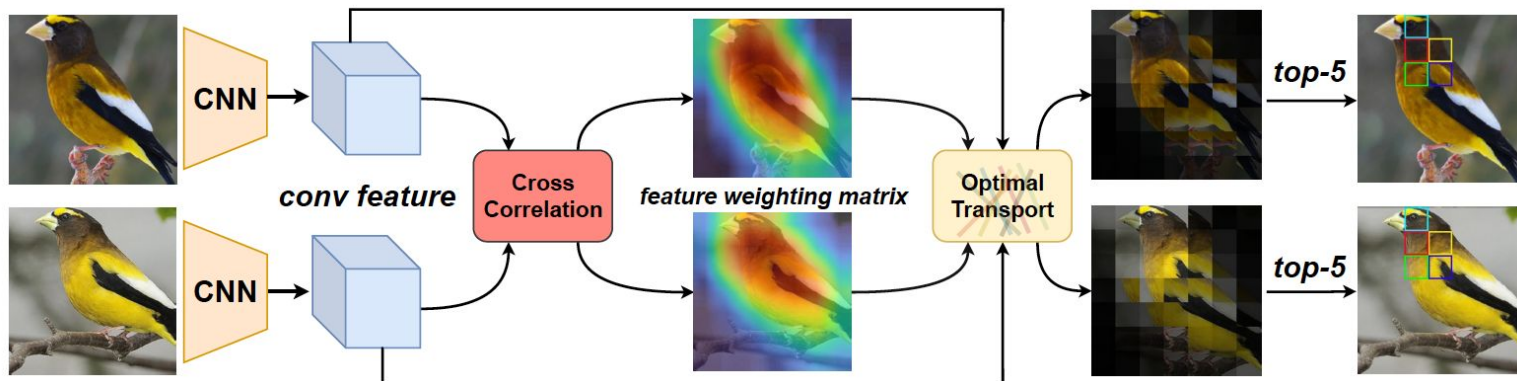 CNN
conv feature
CNN
Cross
Correlation
feature weighting matrix
Optimal
Transport
top-5
top-5